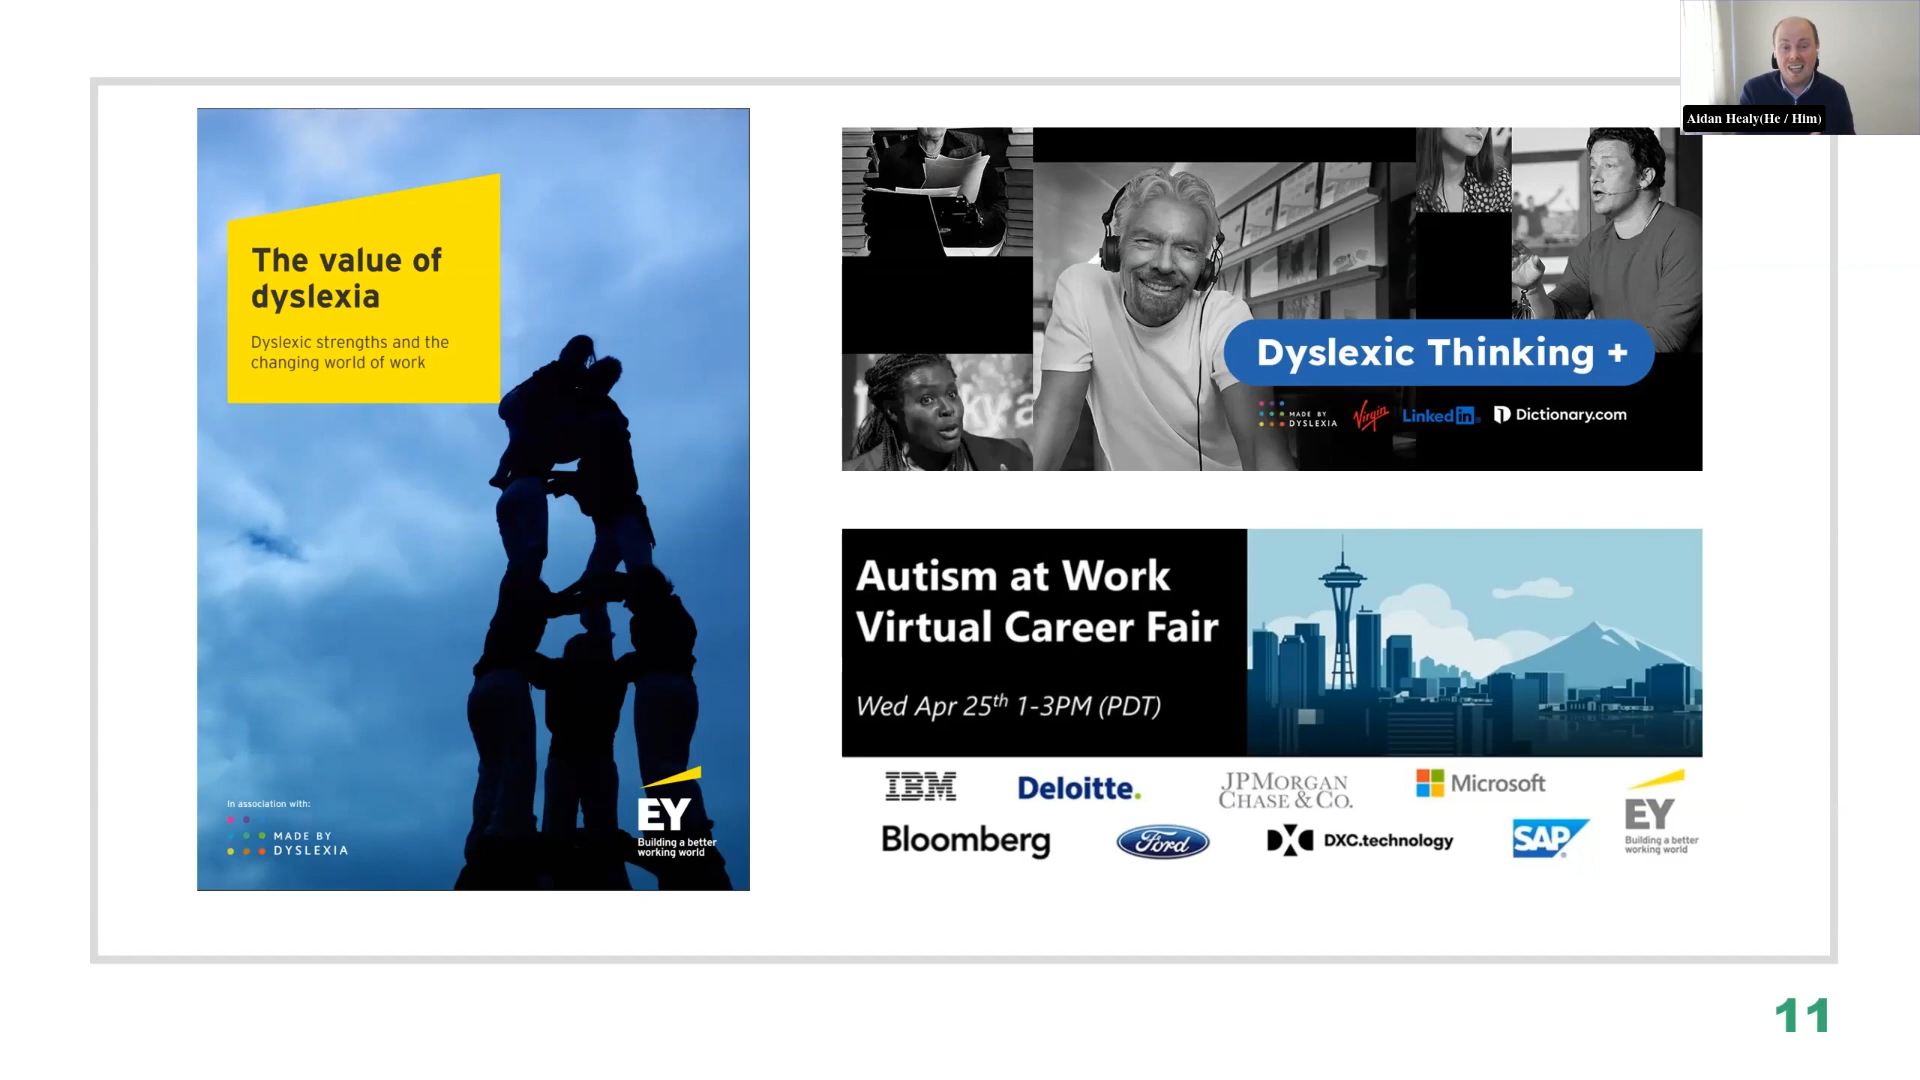 Aidan Healy(He / Him)
The value of
dyslexia
Dyslexic strengths and the
changing world of work
In association with:
MADE BY
DYSLEXIA
EY
Building a better
working world
Dyslexic Thinking +
MADE BY
DYSLEXIA
Virgin
LinkedIn
Dictionary.com
Autism at Work
Virtual Career Fair
Wed Apr 25th 1-3PM (PDT)
IBM
Deloitte.
JPMORGAN
CHASE & CO.
Microsoft
EY
Building a better
working world
Bloomberg
Ford
DXC.technology
SAP
11